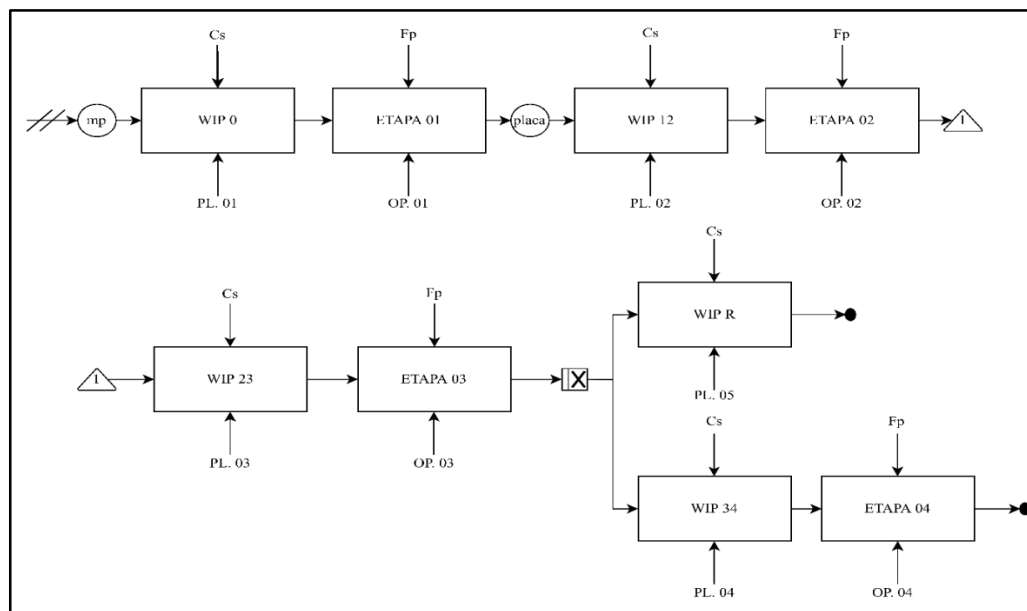 Cs Fp Cs Fp
mp WIP 0 ETAPA 01 placa WIP 12 ETAPA 02 1
PL. 01 OP. 01 PL. 02 OP. 02
Cs
Cs Fp
WIP R
1 WIP 23 ETAPA 03 X
PL. 05
Cs Fp
PL. 03 OP. 03
WIP 34 ETAPA 04
PL. 04 OP. 04